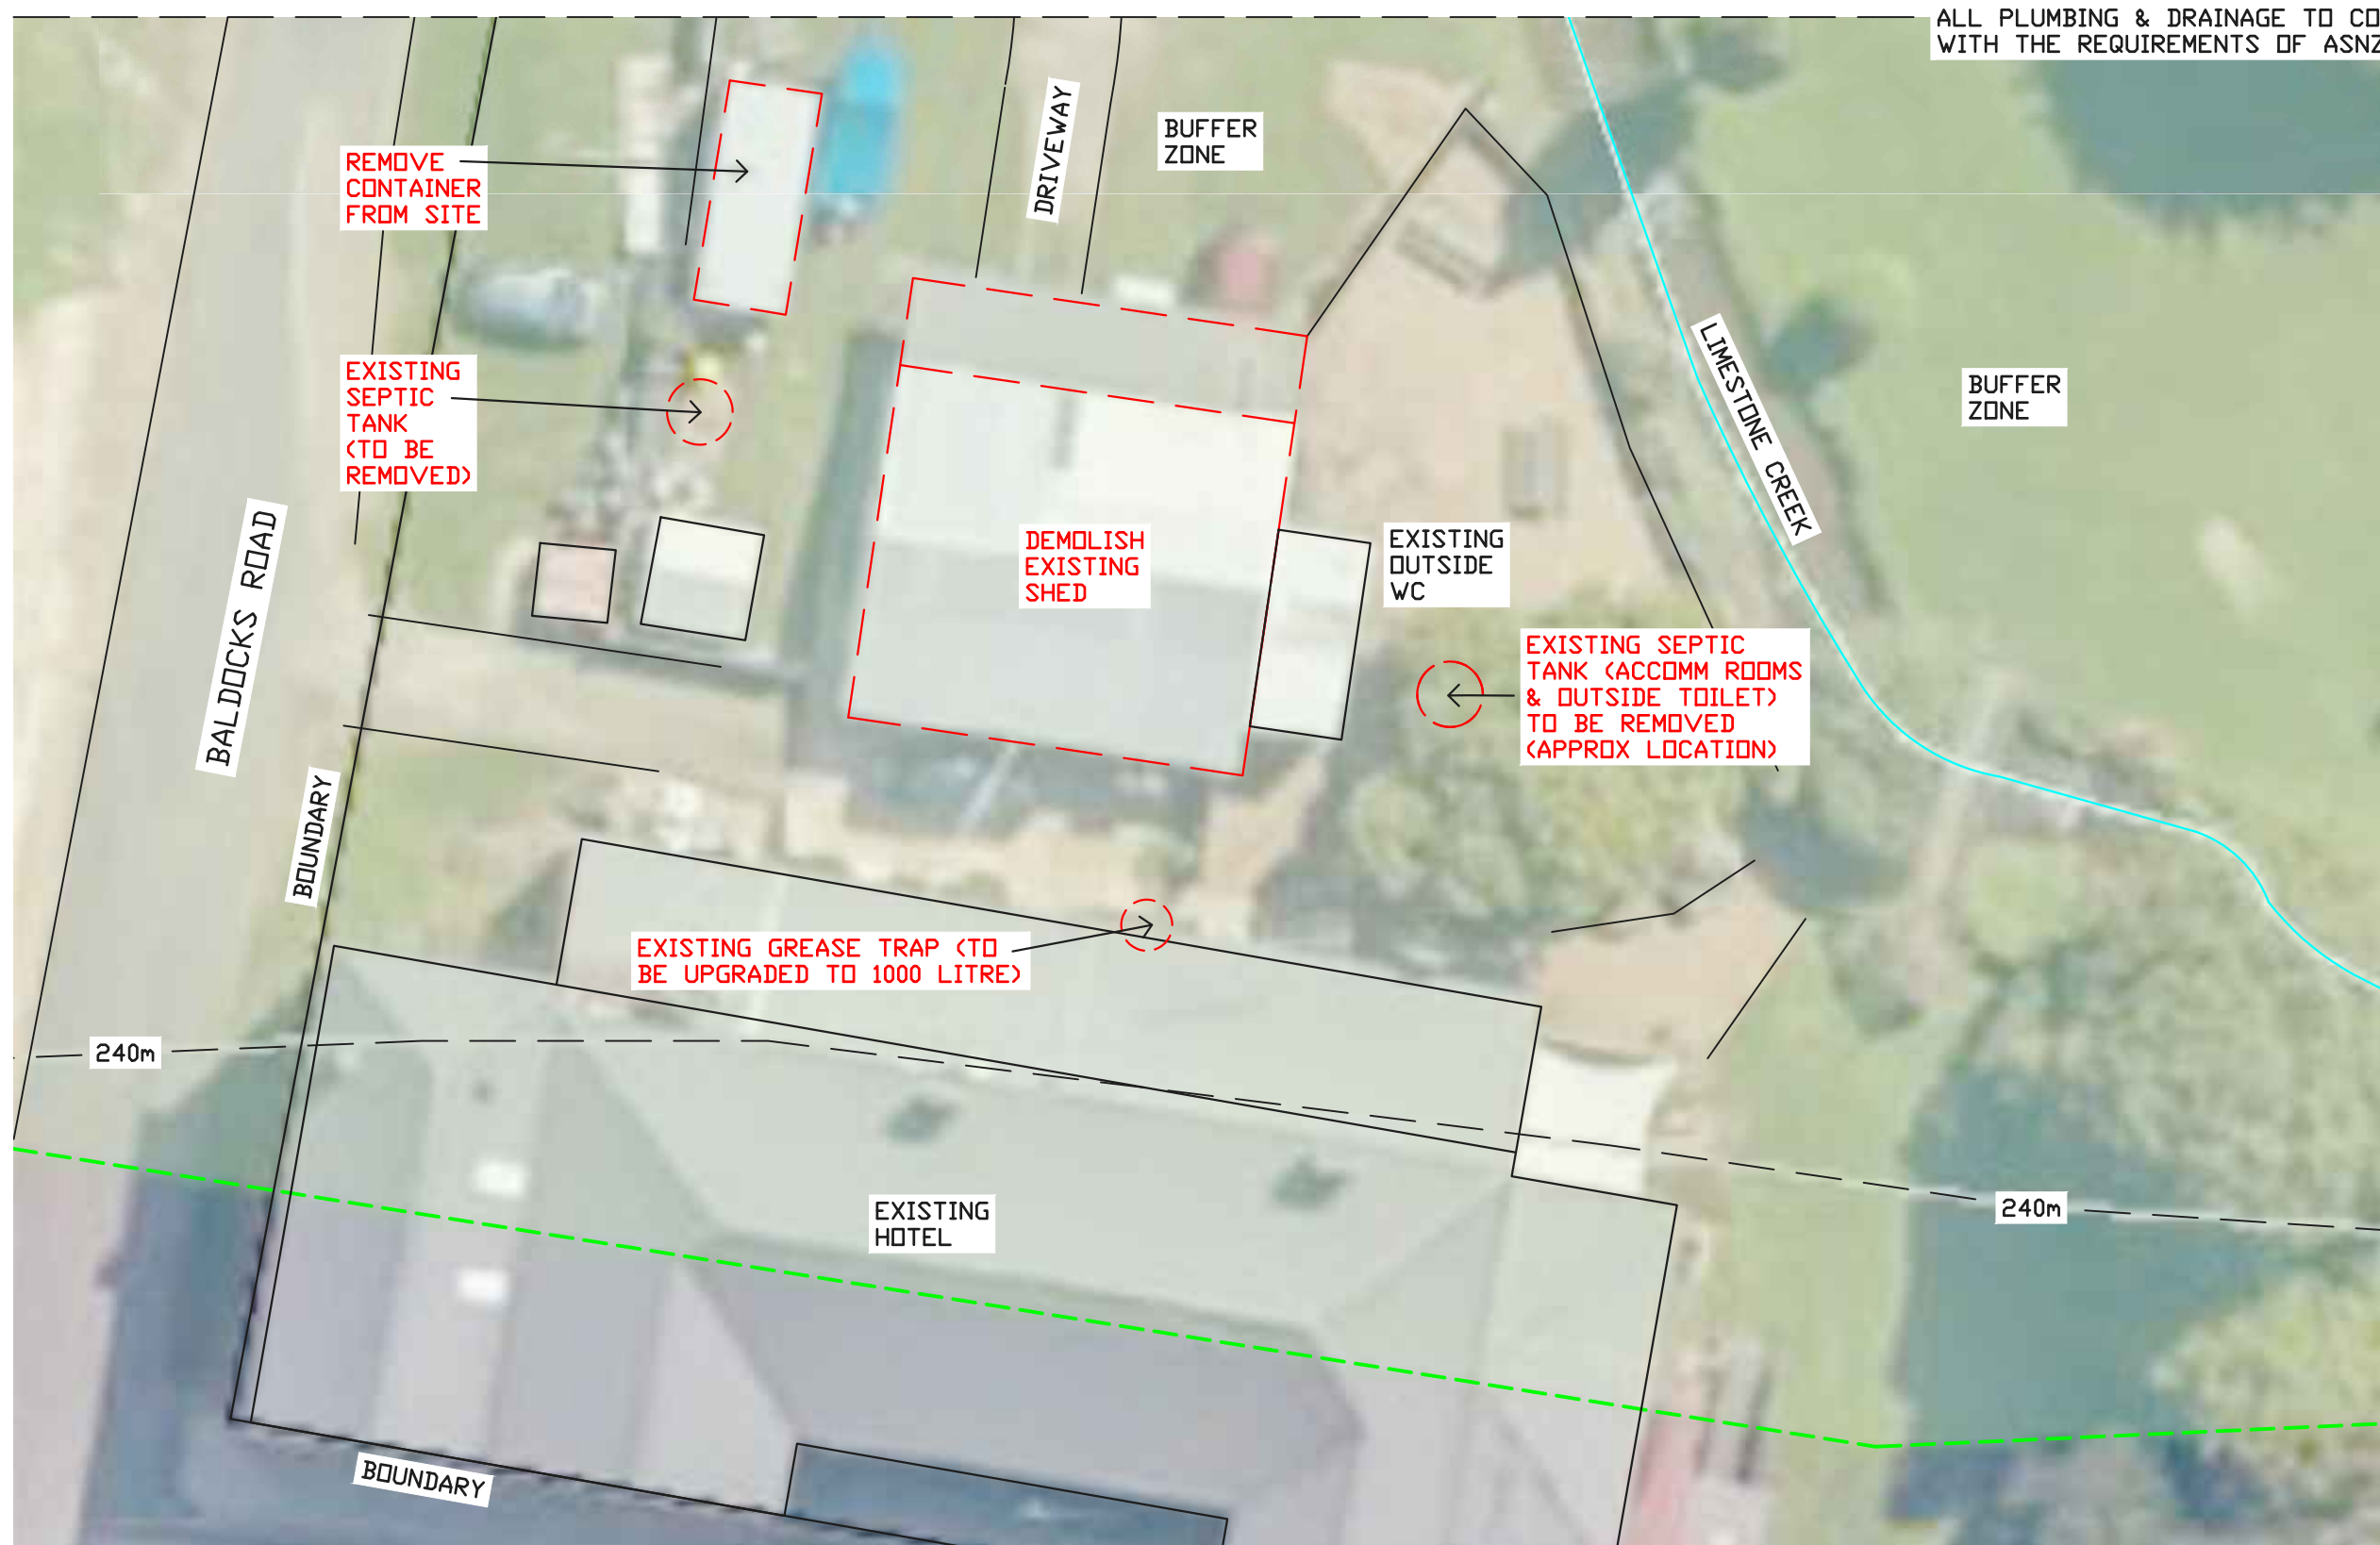 ALL PLUMBING & DRAINAGE TO CO
WITH THE REQUIREMENTS OF ASNZ
REMOVE
CONTAINER
FROM SITE
DRIVEWAY
BUFFER
ZONE
LIMESTONE CREEK
BUFFER
ZONE
EXISTING
SEPTIC
TANK
(TO BE
REMOVED)
BALDOCKS ROAD
DEMOLISH
EXISTING
SHED
EXISTING
OUTSIDE
WC
EXISTING SEPTIC
TANK (ACCOMM ROOMS
& OUTSIDE TOILET)
TO BE REMOVED
(APPROX LOCATION)
BOUNDARY
EXISTING GREASE TRAP (TO
BE UPGRADED TO 1000 LITRE)
240m
240m
EXISTING
HOTEL
BOUNDARY